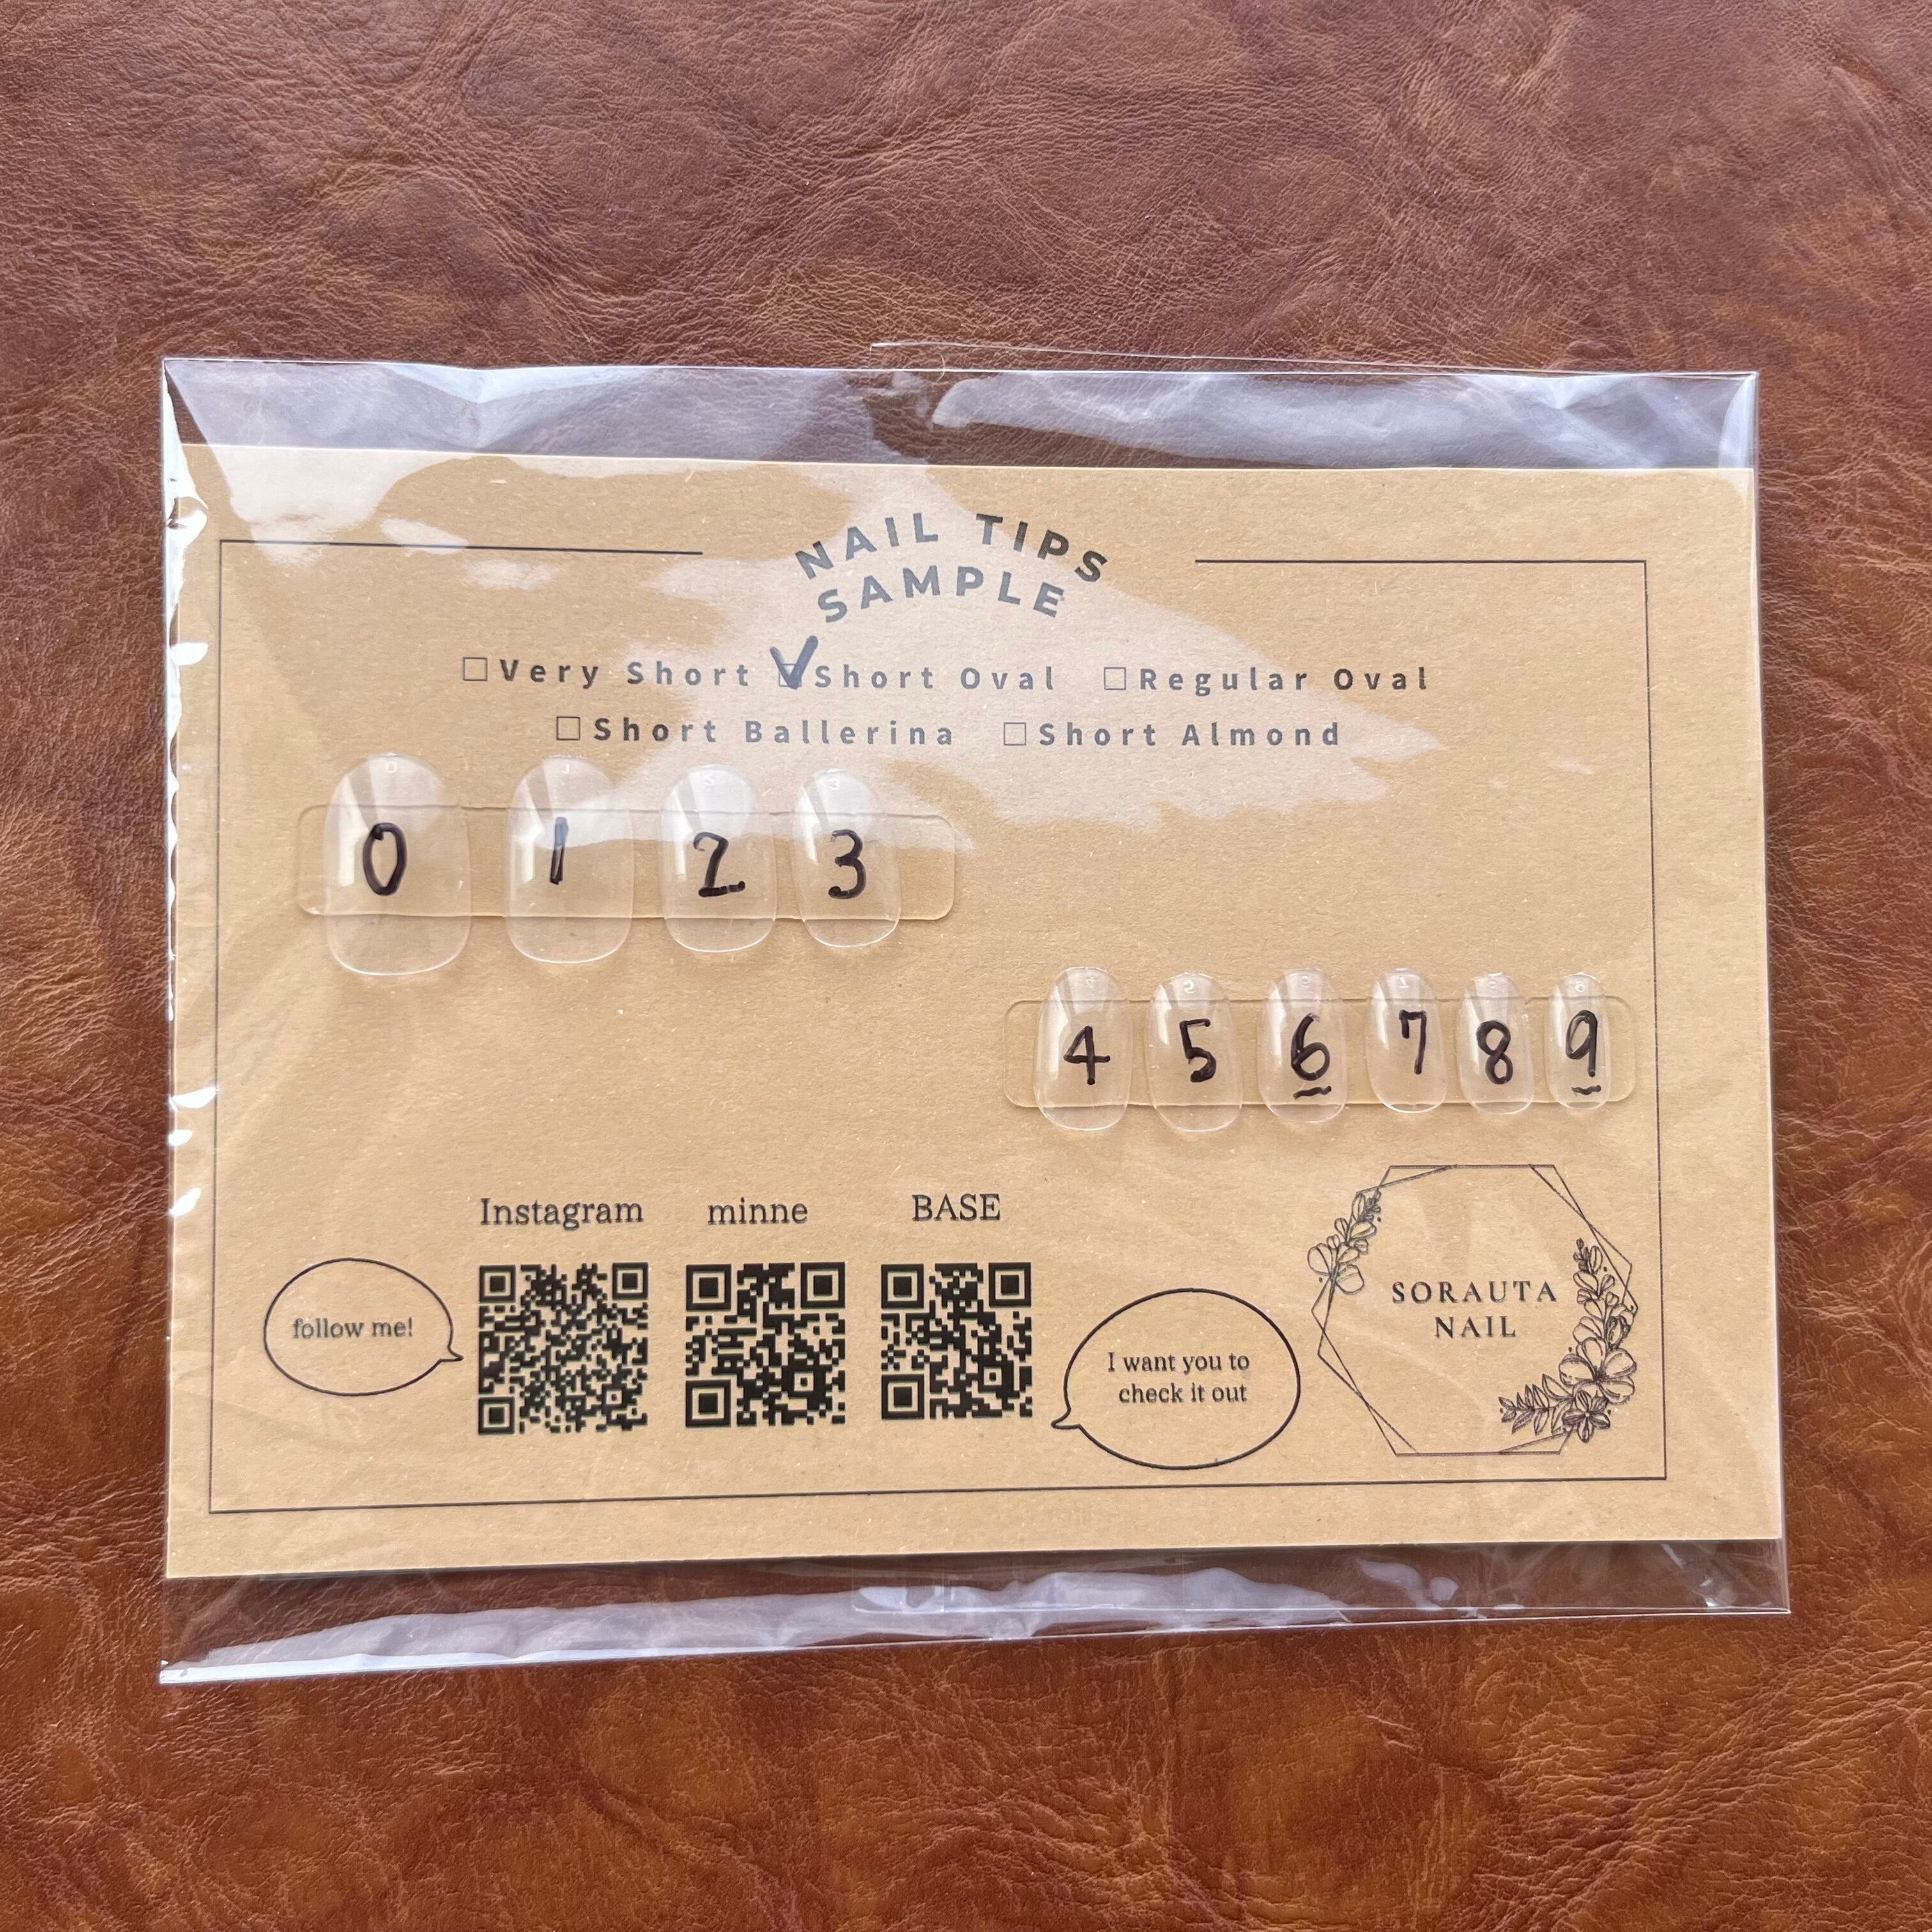 NAIL TIPS
SAMPLE
□Very Short ☑Short Oval □Regular Oval
□Short Ballerina □Short Almond
0 1 2 3
4 5 6 7 8 9
Instagram minne BASE
follow me!
I want you to
check it out
SORAUTA
NAIL